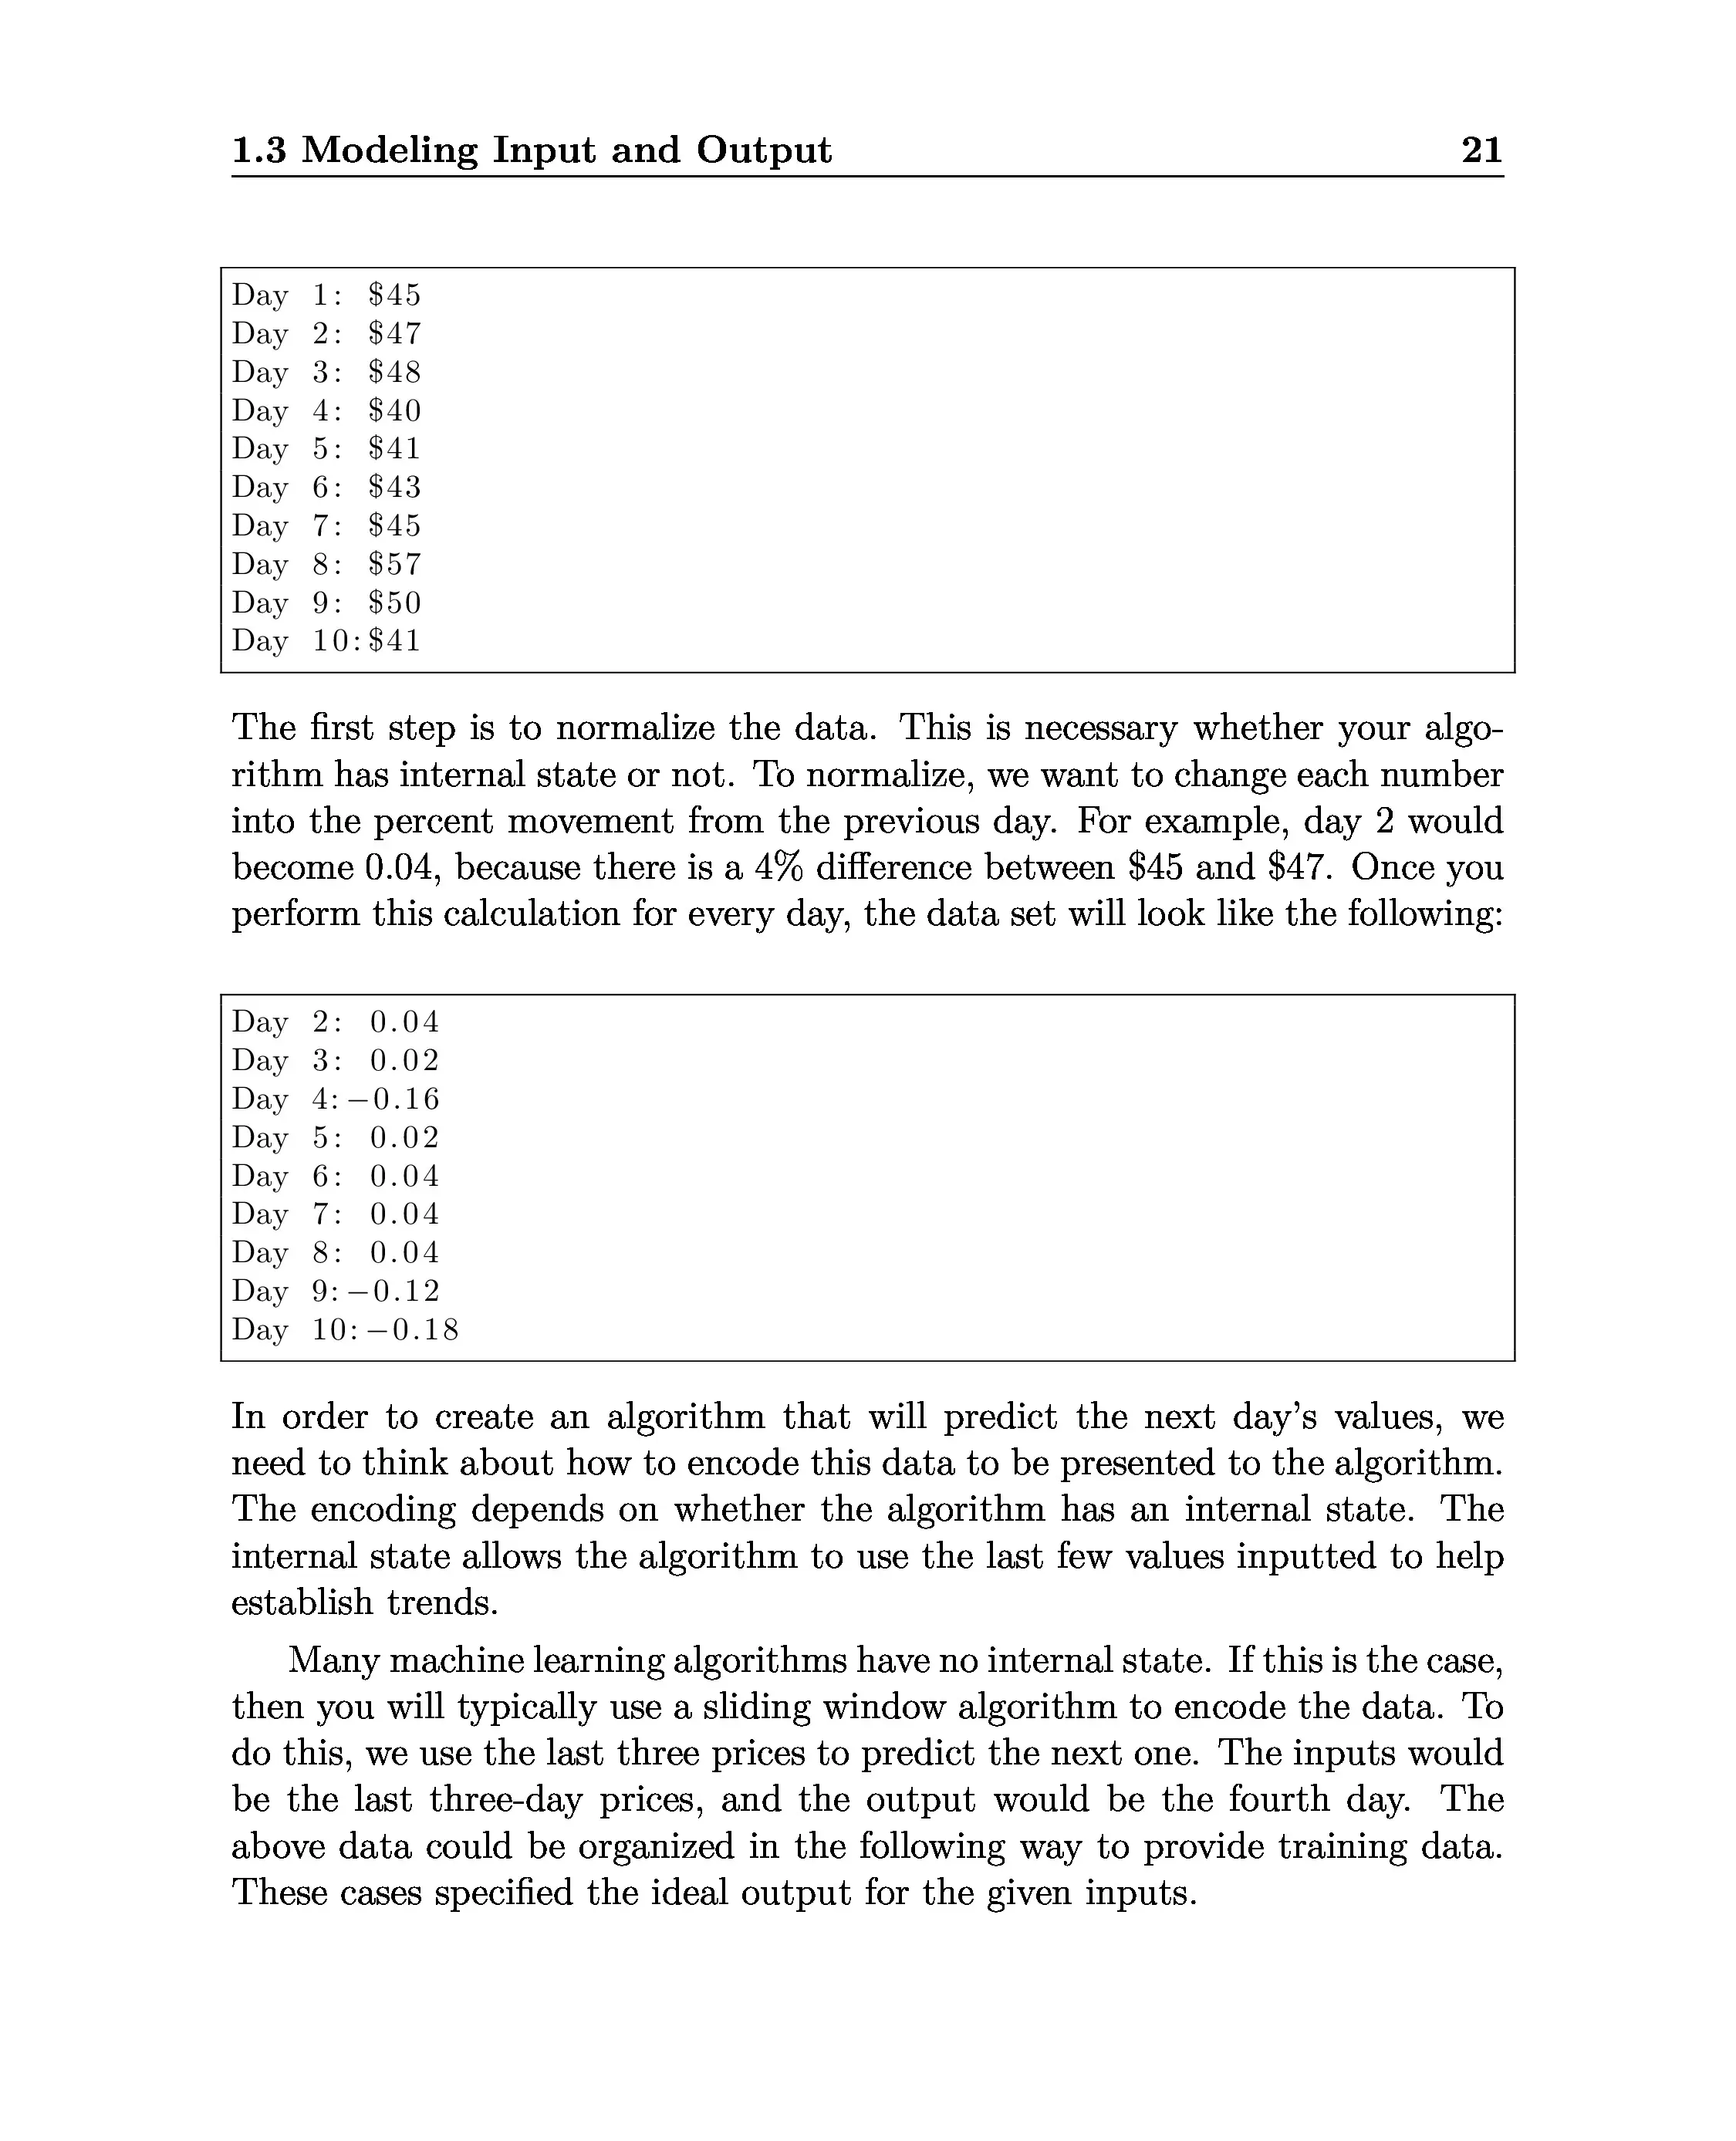 1.3 Modeling Input and Output 21
Day 1: $45
Day 2: $47
Day 3: $48
Day 4: $40
Day 5: $41
Day 6: $43
Day 7: $45
Day 8: $57
Day 9: $50
Day 10:$41
The first step is to normalize the data. This is necessary whether your algo-
rithm has internal state or not. To normalize, we want to change each number
into the percent movement from the previous day. For example, day 2 would
become 0.04, because there is a 4% difference between $45 and $47. Once you
perform this calculation for every day, the data set will look like the following:
Day 2: 0.04
Day 3: 0.02
Day 4:−0.16
Day 5: 0.02
Day 6: 0.04
Day 7: 0.04
Day 8: 0.04
Day 9:−0.12
Day 10:−0.18
In order to create an algorithm that will predict the next day’s values, we
need to think about how to encode this data to be presented to the algorithm.
The encoding depends on whether the algorithm has an internal state. The
internal state allows the algorithm to use the last few values inputted to help
establish trends.
Many machine learning algorithms have no internal state. If this is the case,
then you will typically use a sliding window algorithm to encode the data. To
do this, we use the last three prices to predict the next one. The inputs would
be the last three-day prices, and the output would be the fourth day. The
above data could be organized in the following way to provide training data.
These cases specified the ideal output for the given inputs.